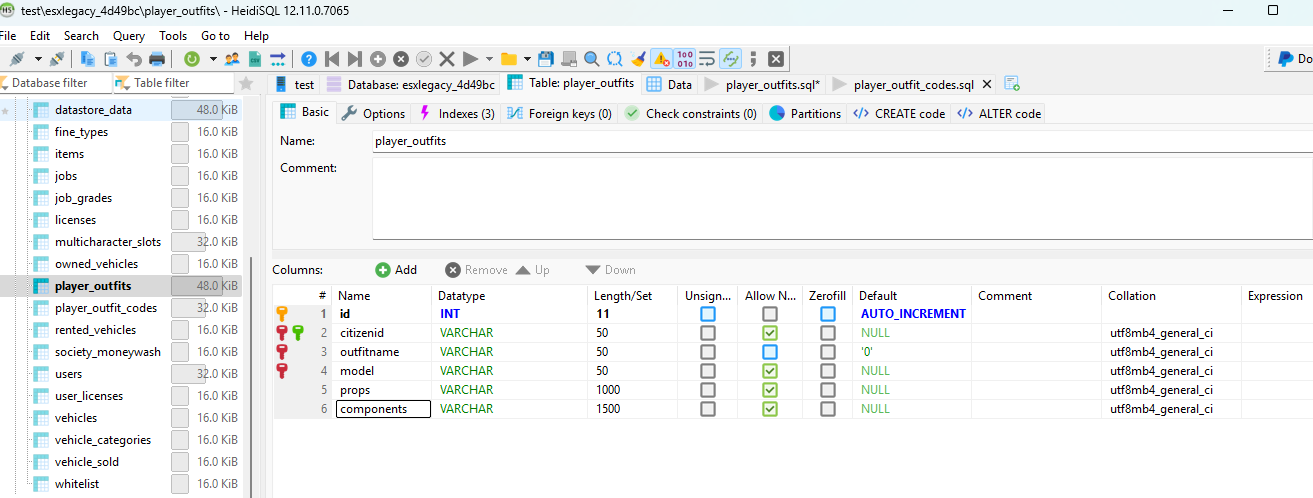 test\esxlegacy_4d49bc\player_outfits\ - HeidiSQL 12.11.0.7065
File Edit Search Query Tools Go to Help
Database filter Table filter
test Database: esxlegacy_4d49bc Table: player_outfits Data player_outfits.sql* player_outfit_codes.sql
Basic Options Indexes (3) Foreign keys (0) Check constraints (0) Partitions CREATE code ALTER code
Name: player_outfits
Comment:
datastore_data 48.0 KiB
fine_types 16.0 KiB
items 16.0 KiB
jobs 16.0 KiB
job_grades 16.0 KiB
licenses 16.0 KiB
multicharacter_slots 32.0 KiB
owned_vehicles 16.0 KiB
player_outfits 48.0 KiB
player_outfit_codes 32.0 KiB
rented_vehicles 16.0 KiB
society_moneywash 16.0 KiB
users 32.0 KiB
user_licenses 16.0 KiB
vehicles 16.0 KiB
vehicle_categories 16.0 KiB
vehicle_sold 16.0 KiB
whitelist 16.0 KiB
Columns: Add Remove Up Down
# Name Datatype Length/Set Unsign... Allow N... Zerofill Default Comment Collation Expression
1 id INT 11 AUTO_INCREMENT
2 citizenid VARCHAR 50 NULL utf8mb4_general_ci
3 outfitname VARCHAR 50 '0' utf8mb4_general_ci
4 model VARCHAR 50 NULL utf8mb4_general_ci
5 props VARCHAR 1000 NULL utf8mb4_general_ci
6 components VARCHAR 1500 NULL utf8mb4_general_ci